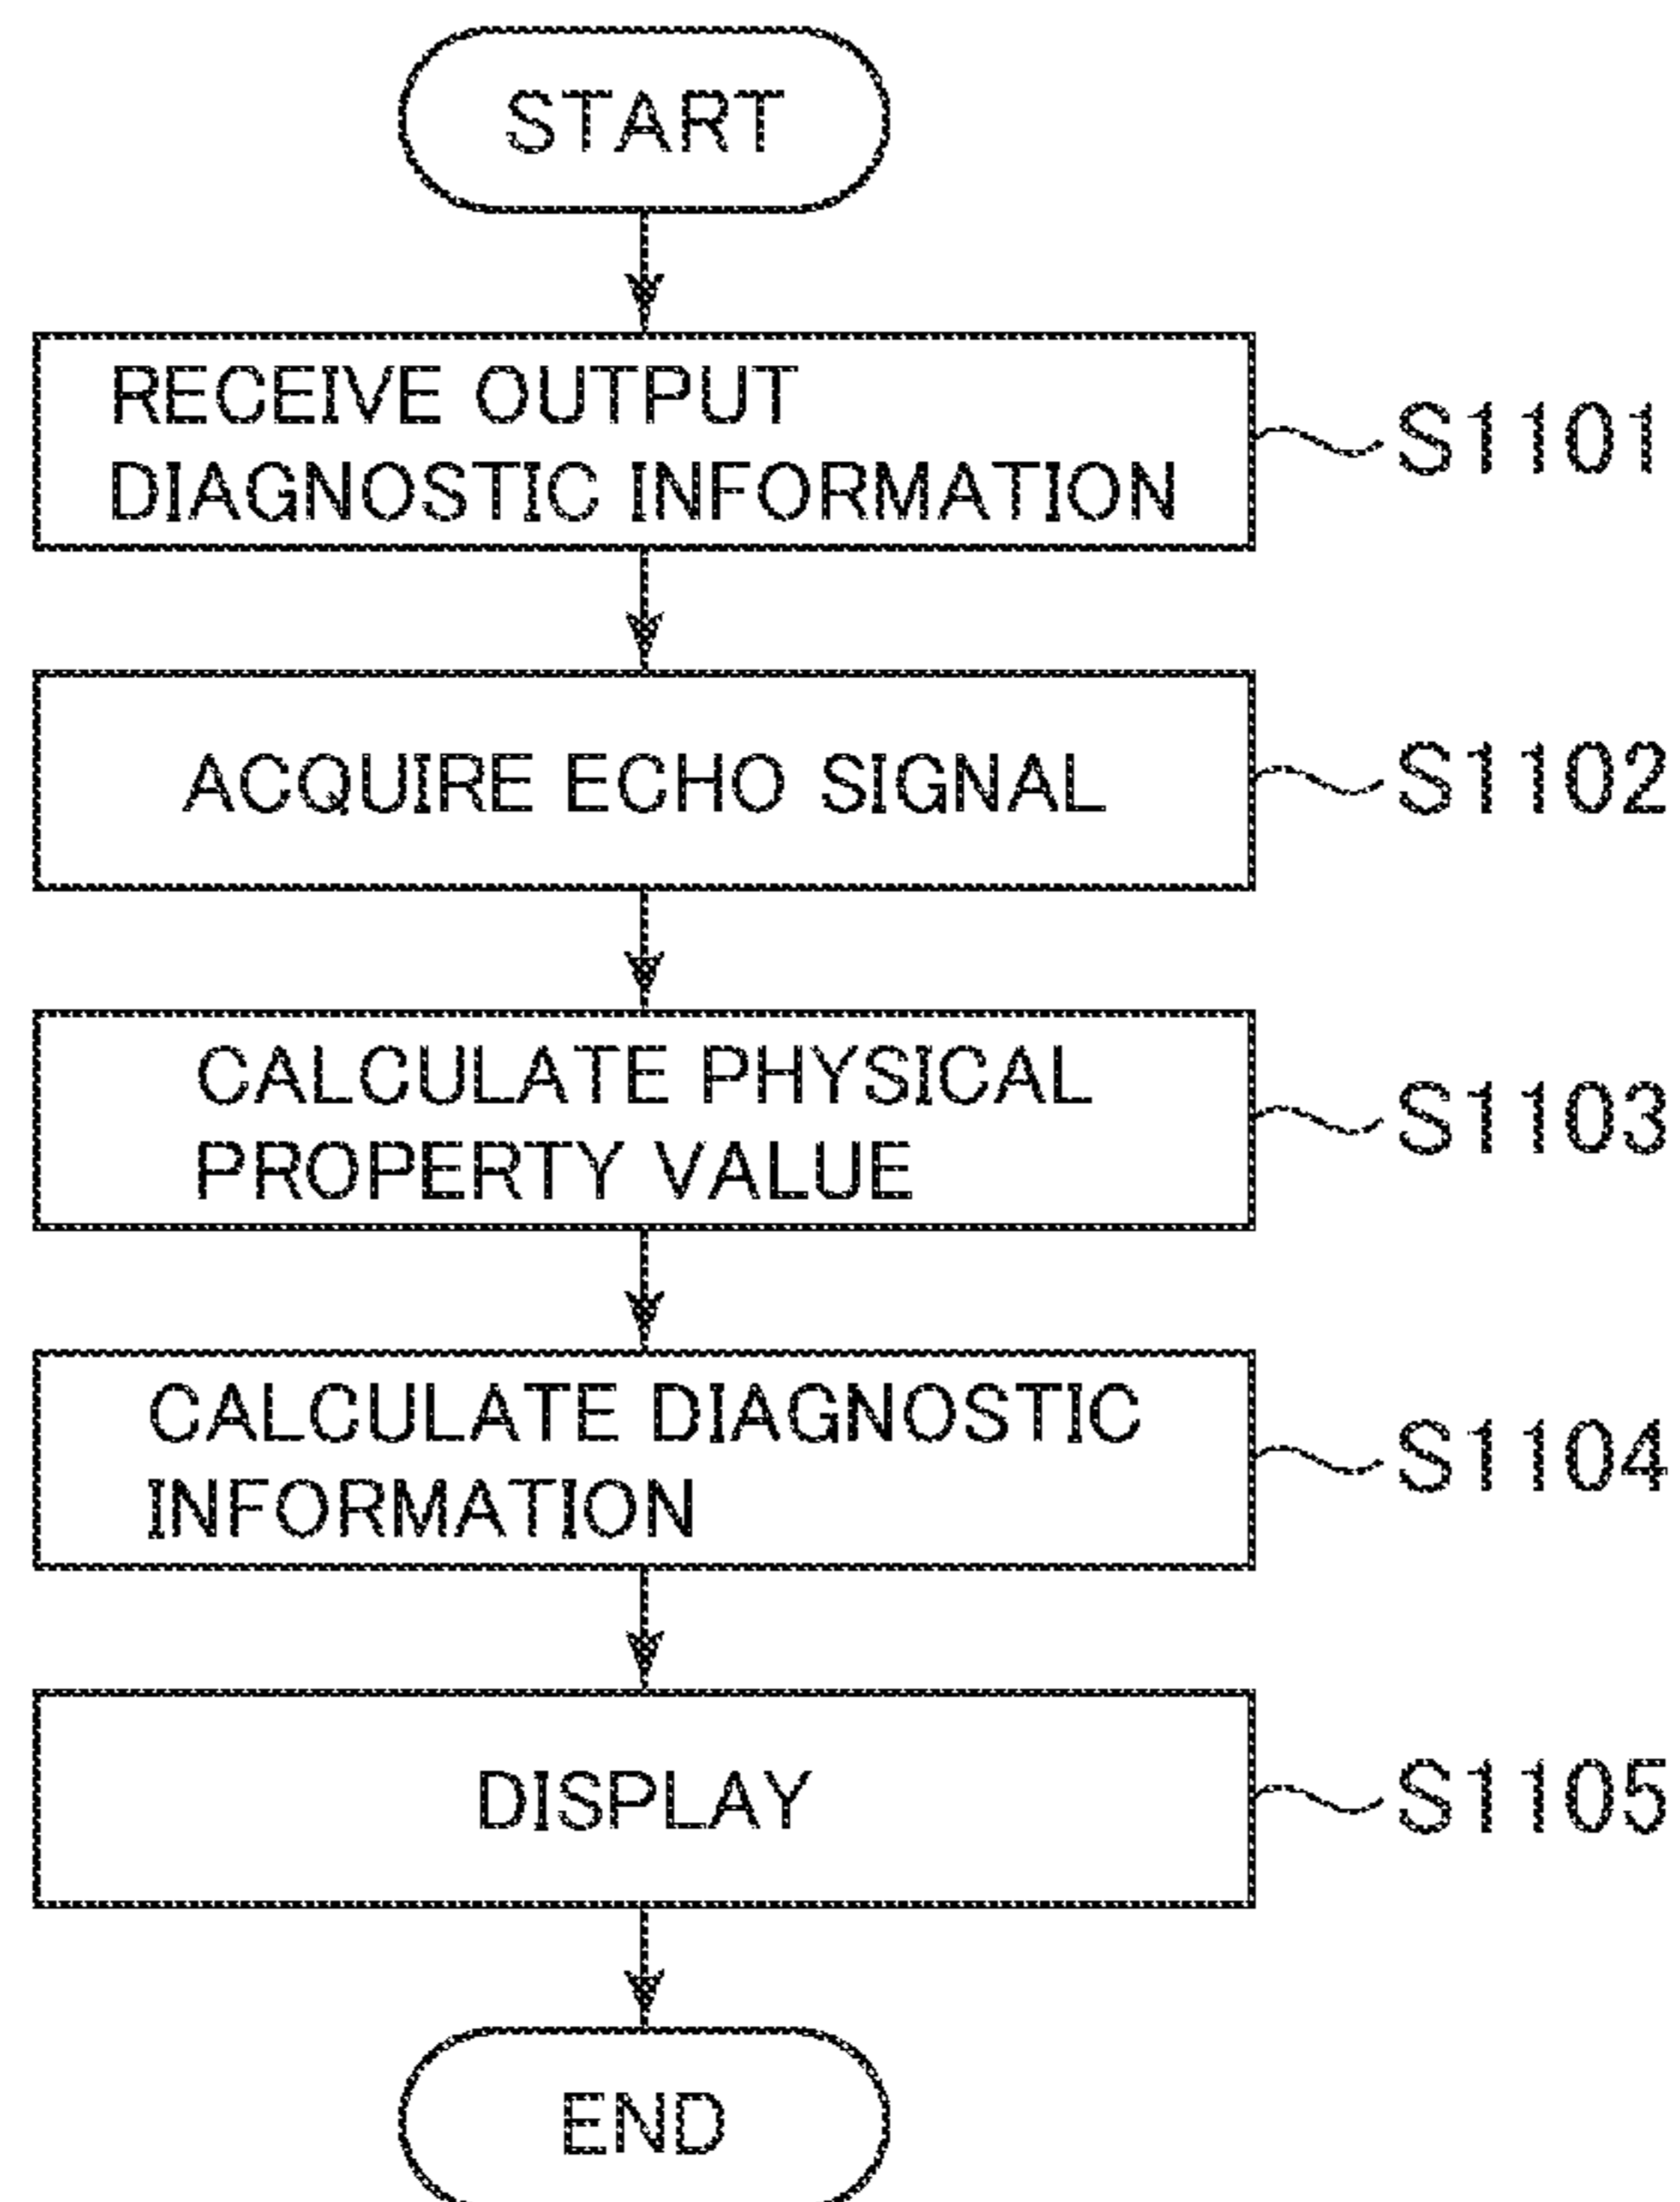 START
RECEIVE OUTPUT
DIAGNOSTIC INFORMATION
S1101
ACQUIRE ECHO SIGNAL
S1102
CALCULATE PHYSICAL
PROPERTY VALUE
S1103
CALCULATE DIAGNOSTIC
INFORMATION
S1104
DISPLAY
S1105
END